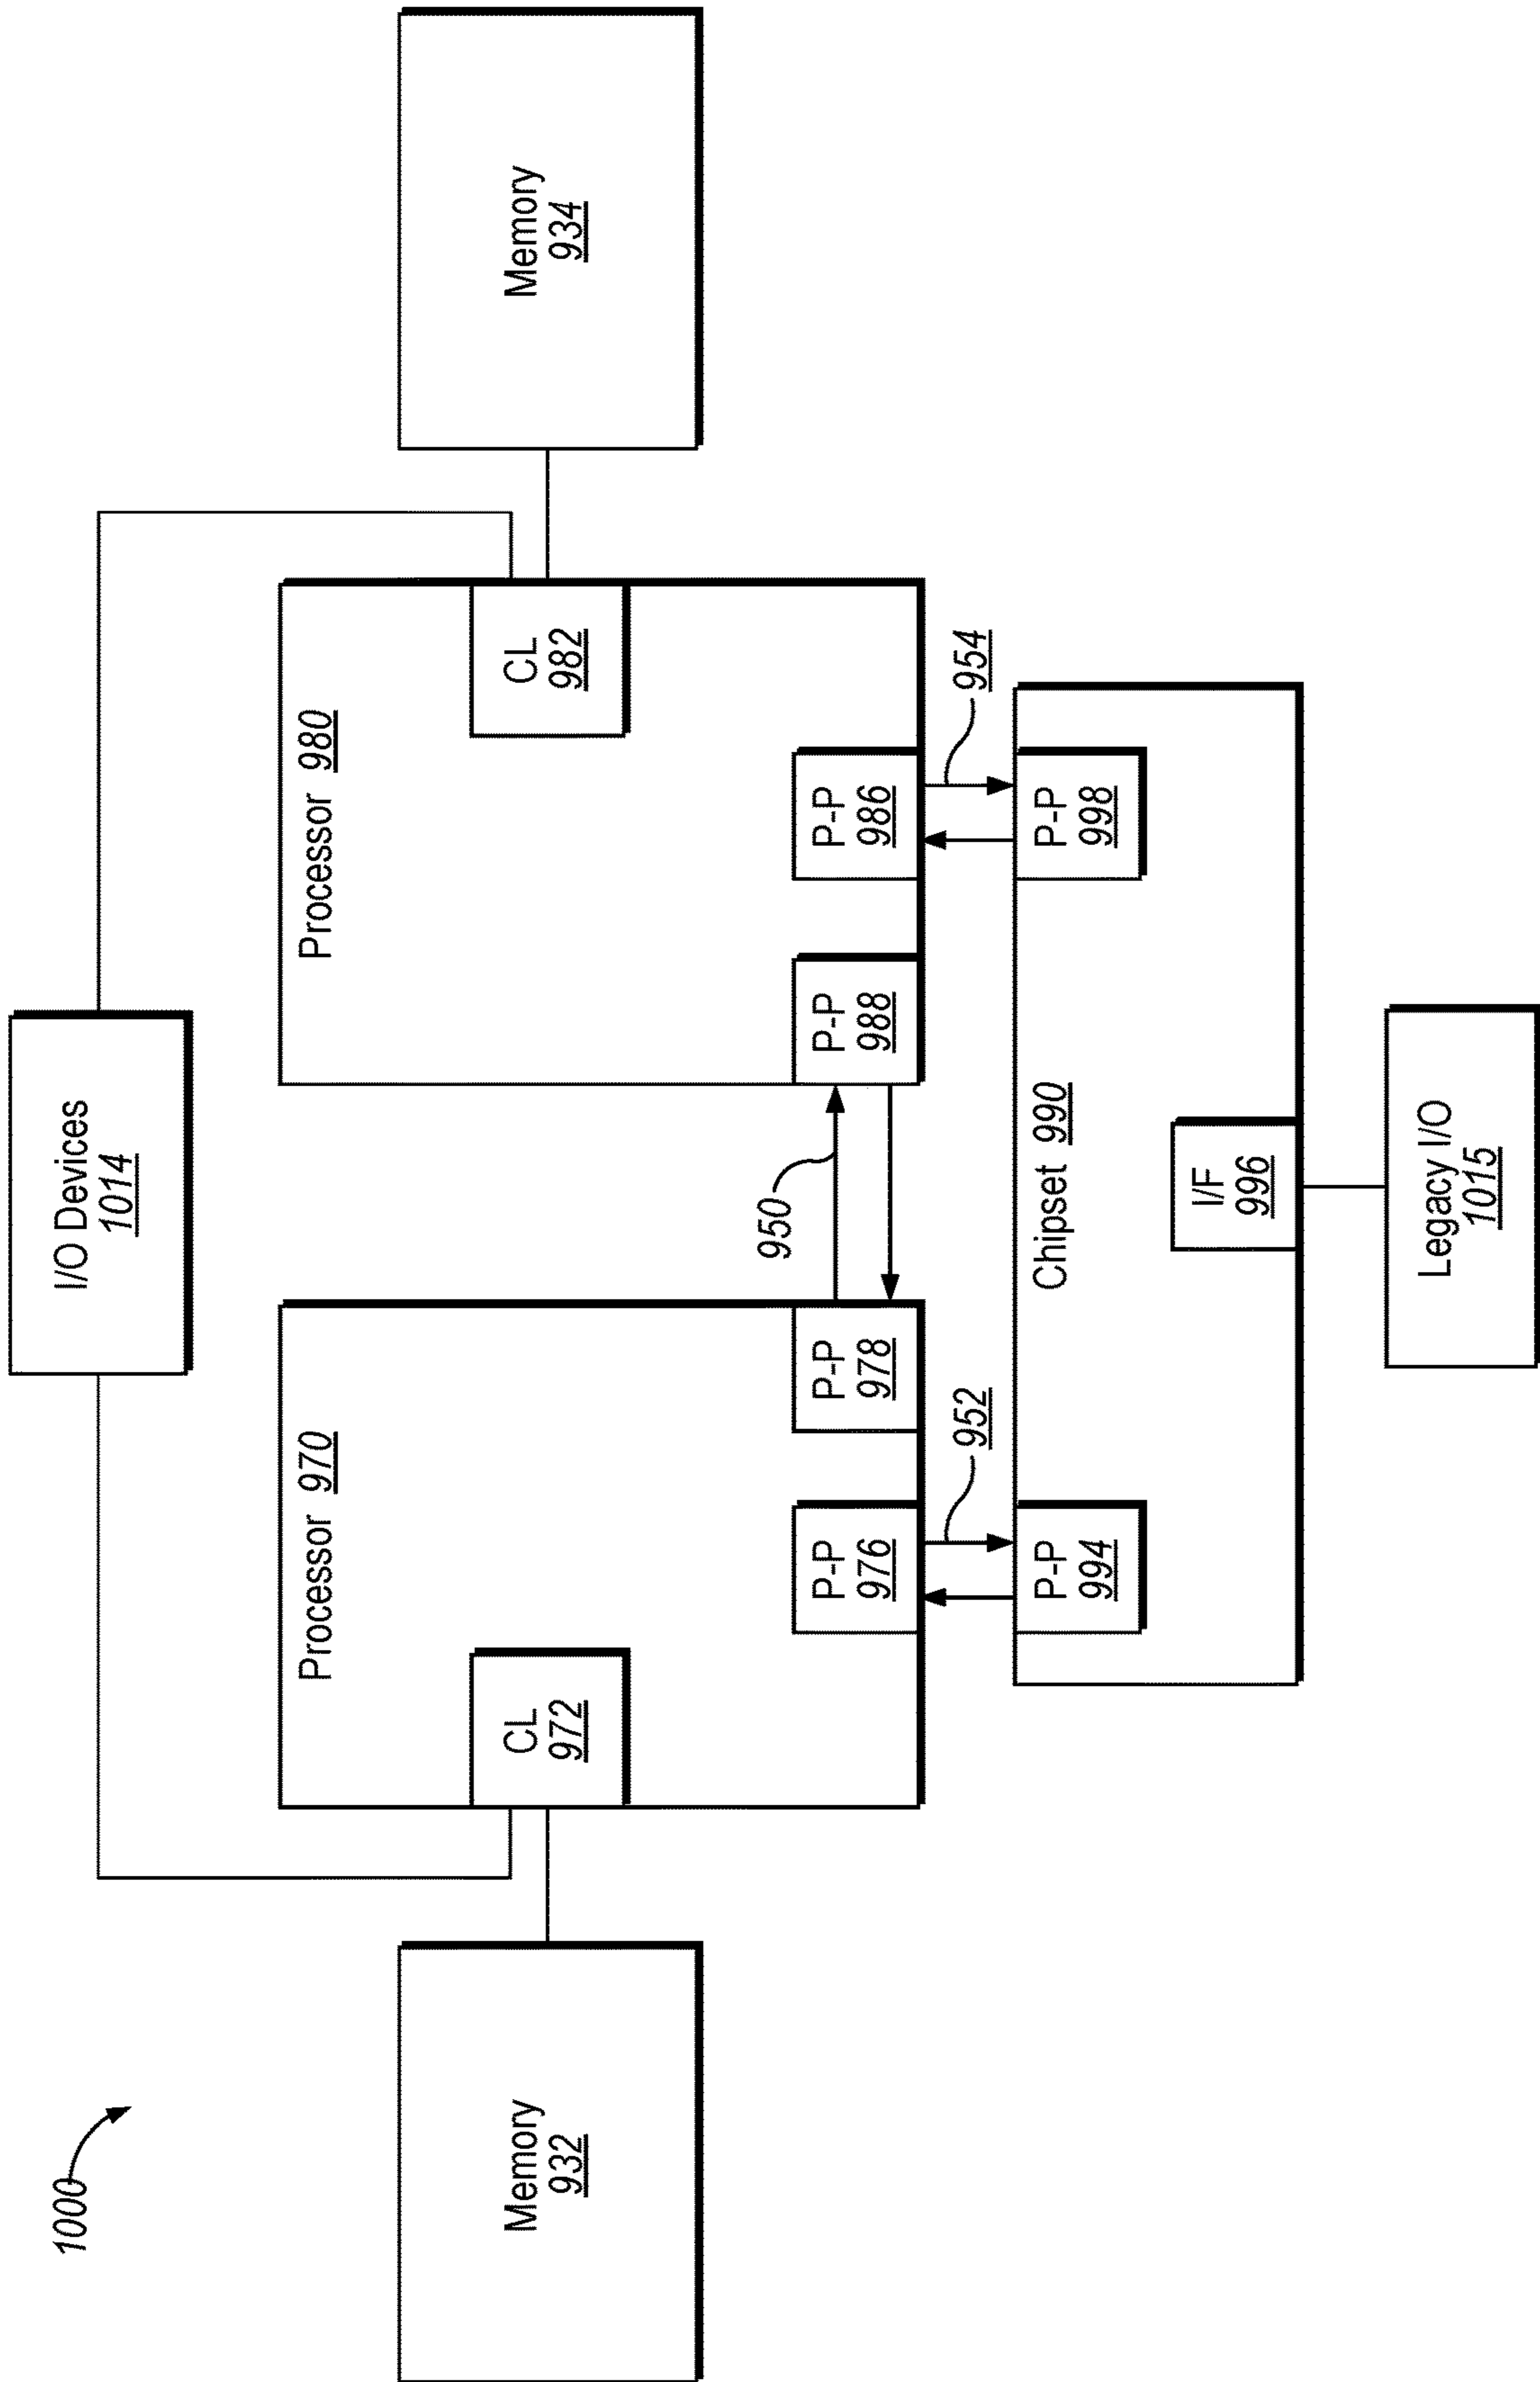 1000
I/O Devices
1014
Processor 970
Processor 980
Memory
932
CL
972
CL
982
Memory
934
950
P-P
976
P-P
978
P-P
988
P-P
986
952
954
P-P
994
Chipset 990
P-P
998
I/F
996
Legacy I/O
1015